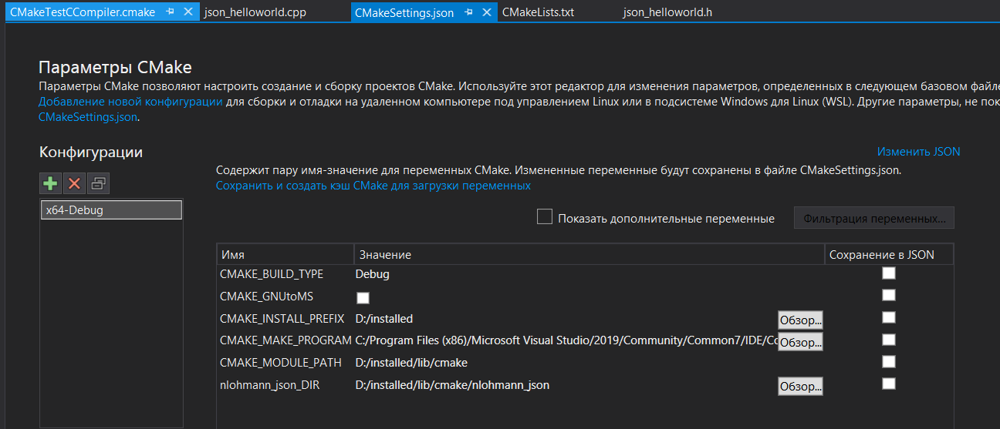 CMakeTestCCompiler.cmake json_helloworld.cpp CMakeSettings.json CMakeLists.txt json_helloworld.h
Параметры CMake
Параметры CMake позволяют настроить создание и сборку проектов CMake. Используйте этот редактор для изменения параметров, определенных в следующем базовом файле
Добавление новой конфигурации для сборки и отладки на удаленном компьютере под управлением Linux или в подсистеме Windows для Linux (WSL). Другие параметры, не пок
CMakeSettings.json.
Конфигурации
Изменить JSON
Содержит пару имя-значение для переменных CMake. Измененные переменные будут сохранены в файле CMakeSettings.json.
Сохранить и создать кэш CMake для загрузки переменных
x64-Debug
Показать дополнительные переменные Фильтрация переменных...
Имя Значение Сохранение в JSON
CMAKE_BUILD_TYPE Debug
CMAKE_GNUtoMS
CMAKE_INSTALL_PREFIX D:/installed Обзор...
CMAKE_MAKE_PROGRAM C:/Program Files (x86)/Microsoft Visual Studio/2019/Community/Common7/IDE/Co Обзор...
CMAKE_MODULE_PATH D:/installed/lib/cmake
nlohmann_json_DIR D:/installed/lib/cmake/nlohmann_json Обзор...